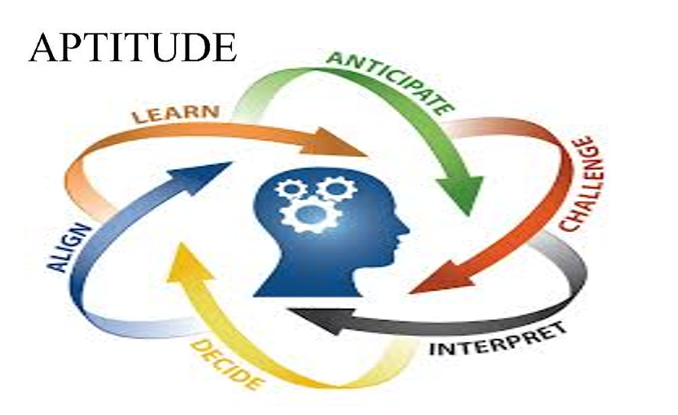 APTITUDE
ANTICIPATE
CHALLENGE
INTERPRET
DECIDE
ALIGN
LEARN